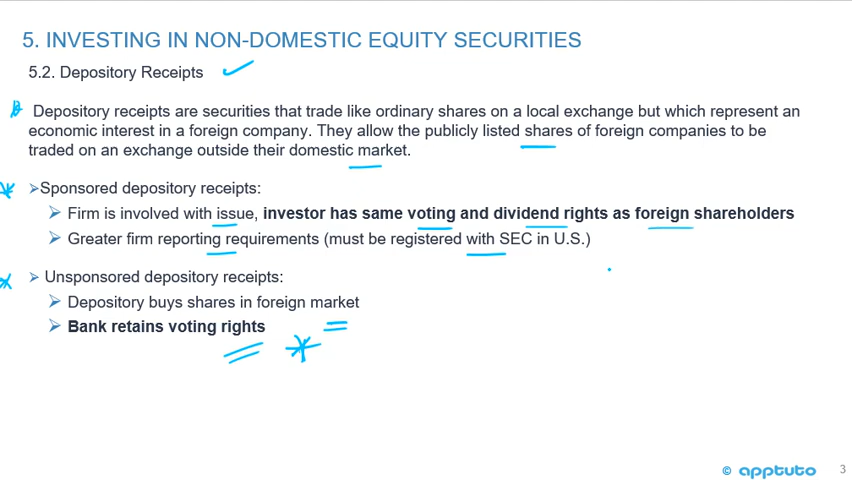 5. INVESTING IN NON-DOMESTIC EQUITY SECURITIES
5.2. Depository Receipts
Depository receipts are securities that trade like ordinary shares on a local exchange but which represent an
economic interest in a foreign company. They allow the publicly listed shares of foreign companies to be
traded on an exchange outside their domestic market.
Sponsored depository receipts:
Firm is involved with issue, investor has same voting and dividend rights as foreign shareholders
Greater firm reporting requirements (must be registered with SEC in U.S.)
Unsponsored depository receipts:
Depository buys shares in foreign market
Bank retains voting rights
© apptuto 3